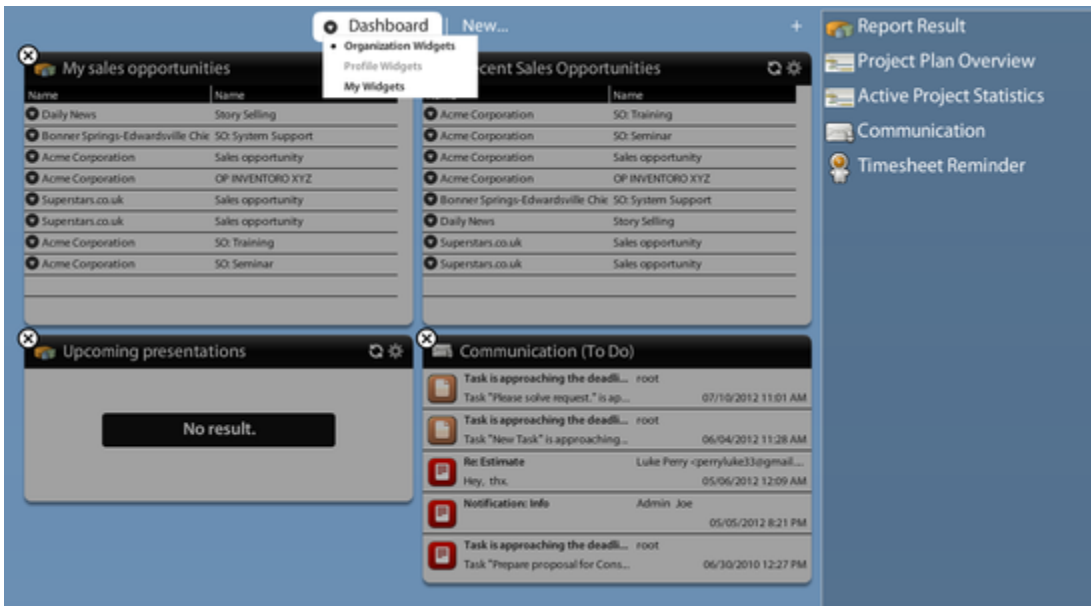 Dashboard New... +
Organization Widgets
Profile Widgets
My Widgets
My sales opportunities
Name Name
Daily News Story Selling
Bonner Springs-Edwardsville Chie SO: System Support
Acme Corporation Sales opportunity
Acme Corporation OP INVENTORO XYZ
Superstars.co.uk Sales opportunity
Superstars.co.uk Sales opportunity
Acme Corporation SO: Training
Acme Corporation SO: Seminar
ecent Sales Opportunities
Name
Acme Corporation SO: Training
Acme Corporation SO: Seminar
Acme Corporation Sales opportunity
Acme Corporation OP INVENTORO XYZ
Bonner Springs-Edwardsville Chie SO: System Support
Daily News Story Selling
Superstars.co.uk Sales opportunity
Superstars.co.uk Sales opportunity
Upcoming presentations
No result.
Communication (To Do)
Task is approaching the deadli... root
Task "Please solve request." is ap... 07/10/2012 11:01 AM
Task is approaching the deadli... root
Task "New Task" is approaching... 06/04/2012 11:28 AM
Re: Estimate Luke Perry <perryluke33@gmail....
Hey, thx. 05/06/2012 12:09 AM
Notification: Info Admin Joe
05/05/2012 8:21 PM
Task is approaching the deadli... root
Task "Prepare proposal for Cons... 06/30/2010 12:27 PM
Report Result
Project Plan Overview
Active Project Statistics
Communication
Timesheet Reminder